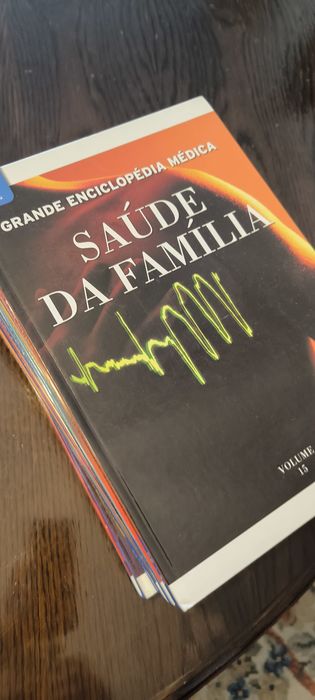 GRANDE ENCICLOPÉDIA MÉDICA
SAÚDE
DA FAMÍLIA
VOLUME
15